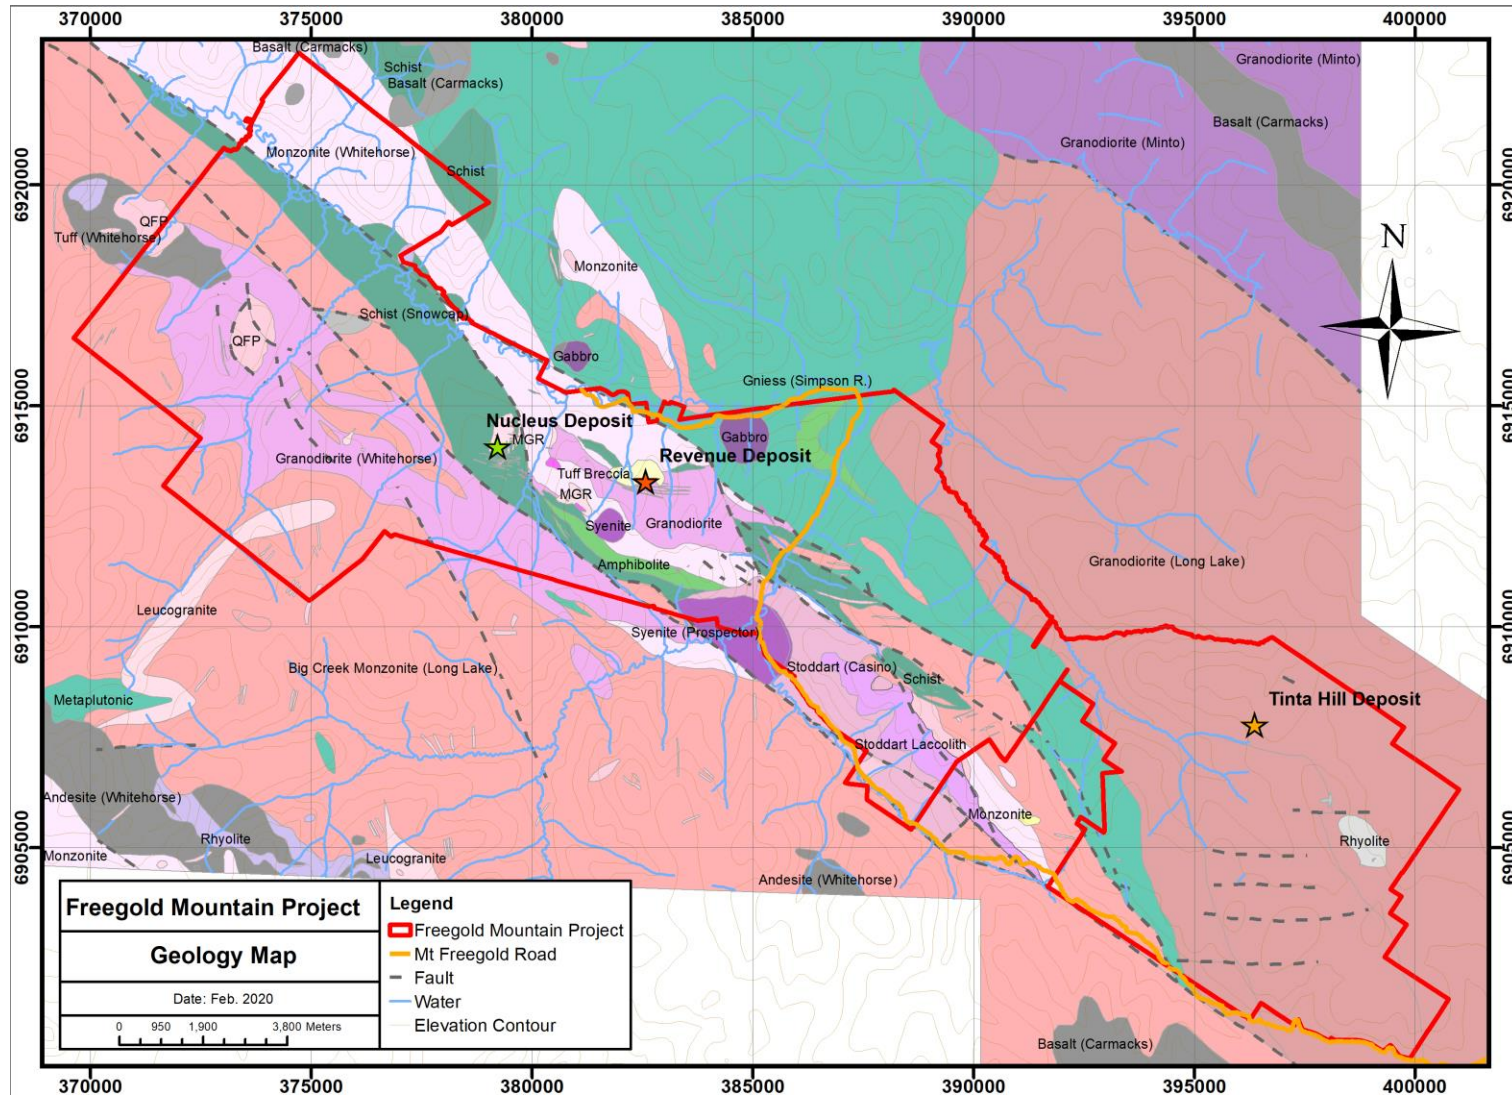 370000 375000 380000 385000 390000 395000 400000
Basalt (Carmacks)
Schist
Basalt (Carmacks)
Granodiorite (Minto)
Basalt (Carmacks)
Granodiorite (Minto)
Monzonite (Whitehorse)
Schist
6920000
6920000
QFP
Tuff (Whitehorse)
N
Monzonite
Schist (Snowcap)
QFP
Gabbro
Gniess (Simpson R.)
6915000
6915000
Nucleus Deposit
MGR
Gabbro
Revenue Deposit
Granodiorite (Whitehorse)
Tuff Breccia
MGR
Syenite
Granodiorite
Amphibolite
Granodiorite (Long Lake)
Leucogranite
6910000
6910000
Syenite (Prospector)
Big Creek Monzonite (Long Lake)
Stoddart (Casino)
Schist
Metaplutonic
Tinta Hill Deposit
Stoddart Laccolith
Andesite (Whitehorse)
Monzonite
Rhyolite
Rhyolite
6905000
6905000
Monzonite
Leucogranite
Andesite (Whitehorse)
Basalt (Carmacks)
Freegold Mountain Project
Geology Map
Date: Feb. 2020
0 950 1,900 3,800 Meters
Legend
Freegold Mountain Project
Mt Freegold Road
Fault
Water
Elevation Contour
370000 375000 380000 385000 390000 395000 400000